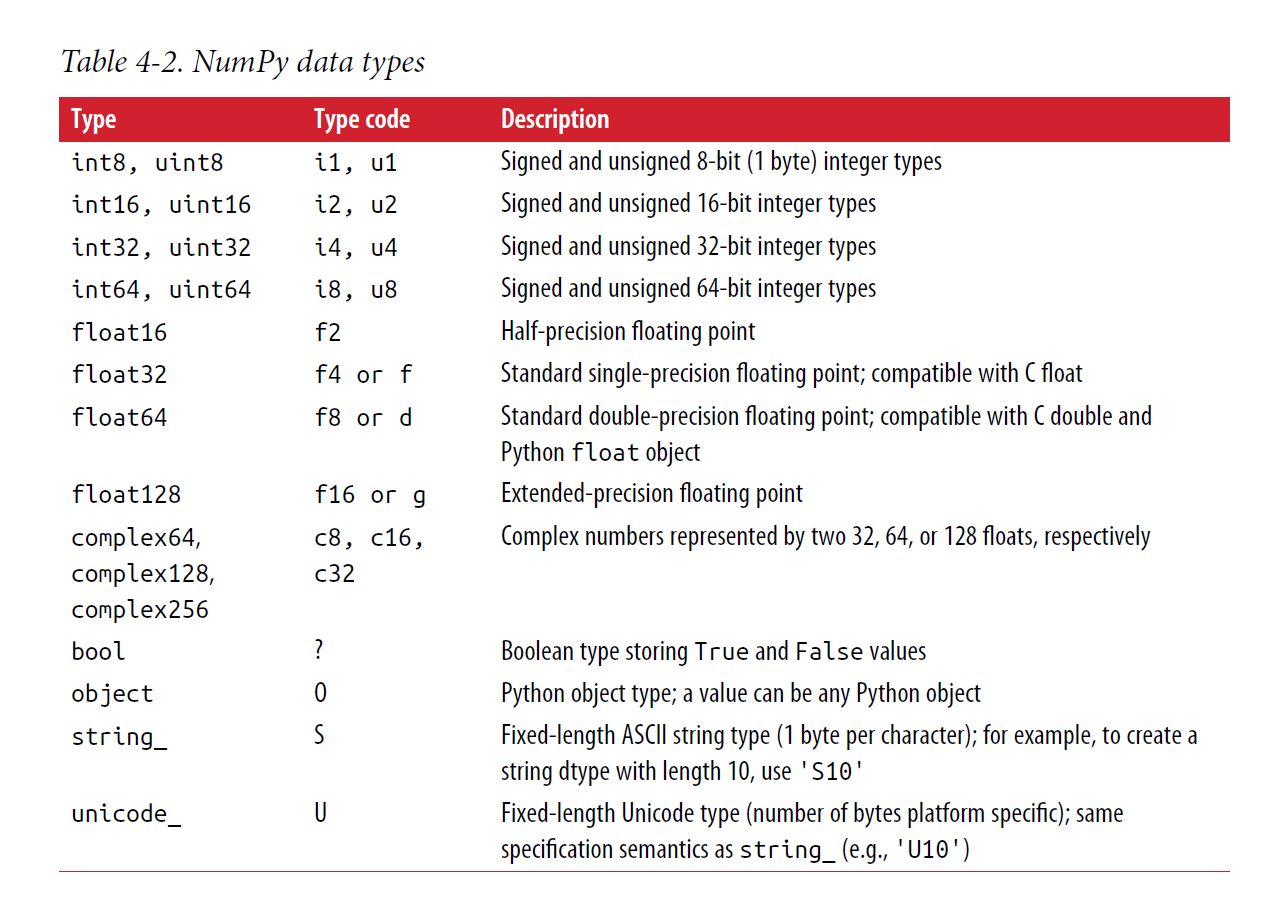 Table 4-2. NumPy data types
Type Type code Description
int8, uint8 i1, u1 Signed and unsigned 8-bit (1 byte) integer types
int16, uint16 i2, u2 Signed and unsigned 16-bit integer types
int32, uint32 i4, u4 Signed and unsigned 32-bit integer types
int64, uint64 i8, u8 Signed and unsigned 64-bit integer types
float16 f2 Half-precision floating point
float32 f4 or f Standard single-precision floating point; compatible with C float
float64 f8 or d Standard double-precision floating point; compatible with C double and
Python float object
float128 f16 or g Extended-precision floating point
complex64, c8, c16, Complex numbers represented by two 32, 64, or 128 floats, respectively
complex128, c32
complex256
bool ? Boolean type storing True and False values
object O Python object type; a value can be any Python object
string_ S Fixed-length ASCII string type (1 byte per character); for example, to create a
string dtype with length 10, use 'S10'
unicode_ U Fixed-length Unicode type (number of bytes platform specific); same
specification semantics as string_ (e.g., 'U10')